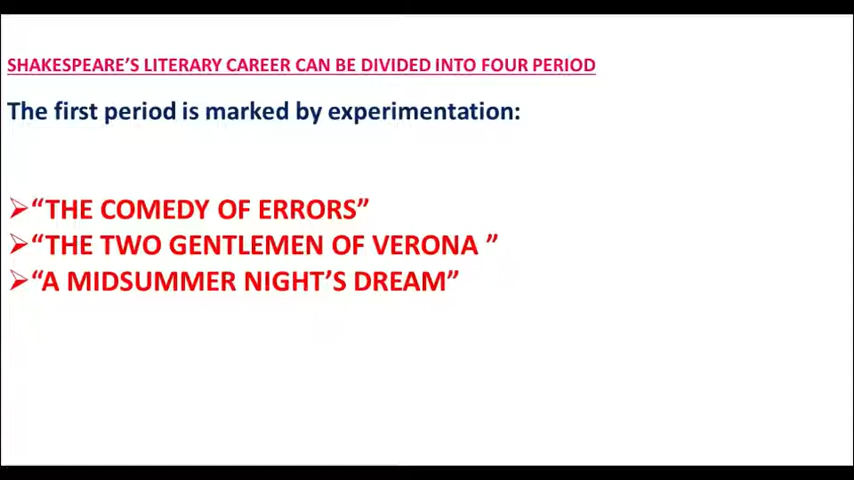 SHAKESPEARE’S LITERARY CAREER CAN BE DIVIDED INTO FOUR PERIOD
The first period is marked by experimentation:
“THE COMEDY OF ERRORS”
“THE TWO GENTLEMEN OF VERONA ”
“A MIDSUMMER NIGHT’S DREAM”